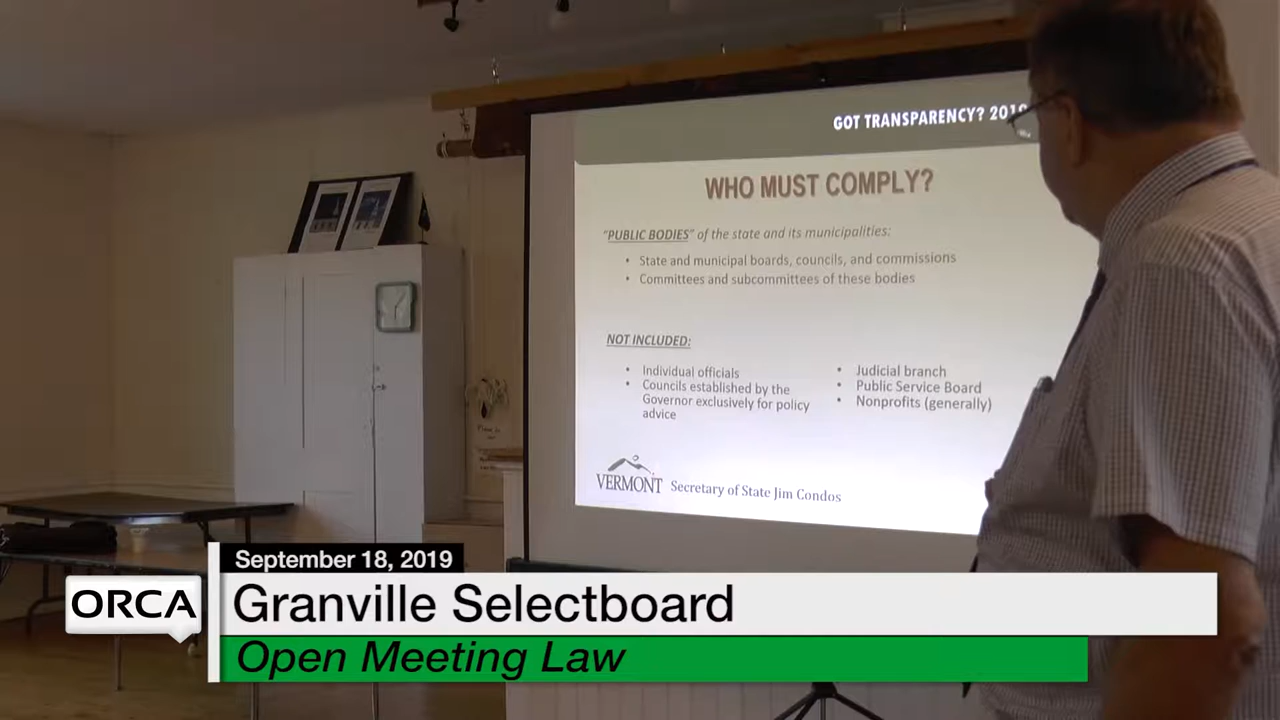 GOT TRANSPARENCY? 2019
WHO MUST COMPLY?
"PUBLIC BODIES" of the state and its municipalities:
• State and municipal boards, councils, and commissions
• Committees and subcommittees of these bodies
NOT INCLUDED:
• Individual officials
• Councils established by the
Governor exclusively for policy
advice
• Judicial branch
• Public Service Board
• Nonprofits (generally)
VERMONT Secretary of State Jim Condos
September 18, 2019
ORCA
Granville Selectboard
Open Meeting Law